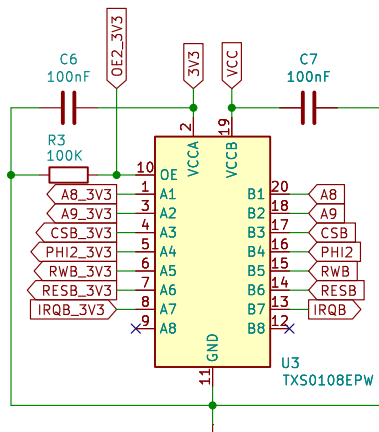 OE2_3V3
3V3
VCC
C6
100nF
C7
100nF
R3
100K
2
19
VCCA
VCCB
10 OE
A8_3V3 1 A1 B1 20 A8
A9_3V3 3 A2 B2 18 A9
CSB_3V3 4 A3 B3 17 CSB
PHI2_3V3 5 A4 B4 16 PHI2
RWB_3V3 6 A5 B5 15 RWB
RESB_3V3 7 A6 B6 14 RESB
IRQB_3V3 8 A7 B7 13 IRQB
9 A8 B8 12
GND
11
U3
TXS0108EPW